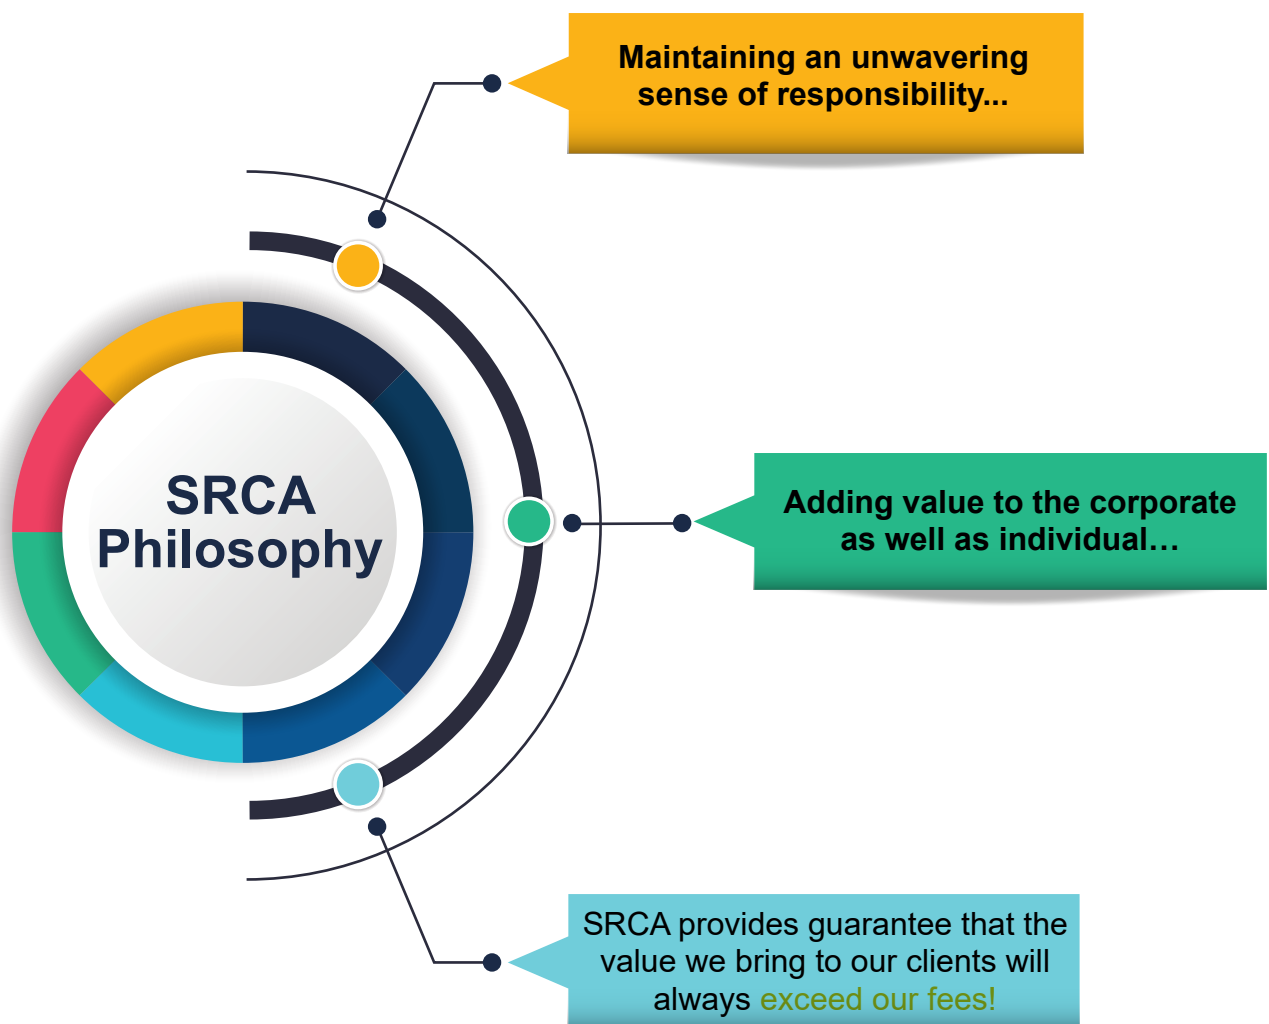 Maintaining an unwavering
sense of responsibility...
SRCA
Philosophy
Adding value to the corporate
as well as individual…
SRCA provides guarantee that the
value we bring to our clients will
always exceed our fees!